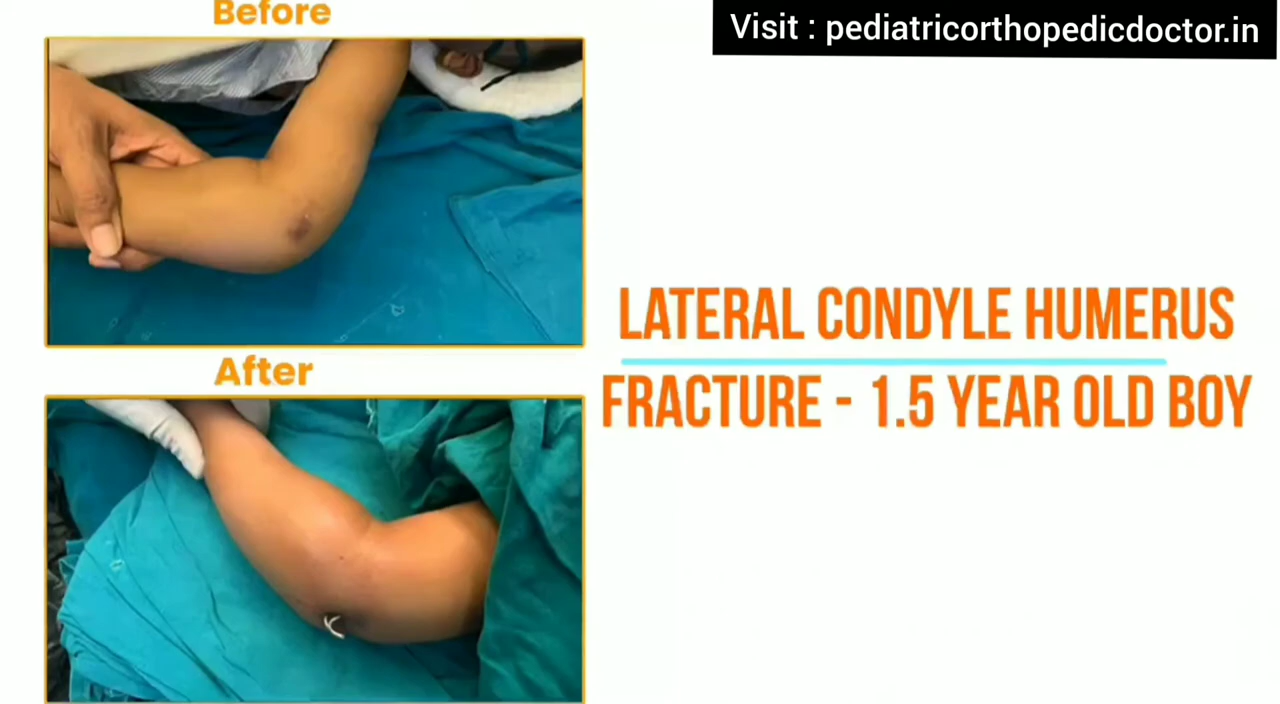 Before
Visit : pediatricorthopedicdoctor.in
After
LATERAL CONDYLE HUMERUS
FRACTURE - 1.5 YEAR OLD BOY